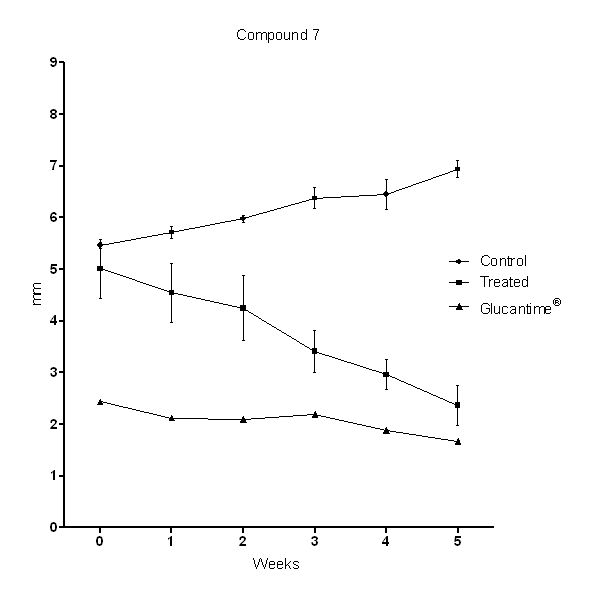 Compound 7
9
8
7
6
5
4
3
2
1
0
mm
0 1 2 3 4 5
Weeks
Control
Treated
Glucantime®